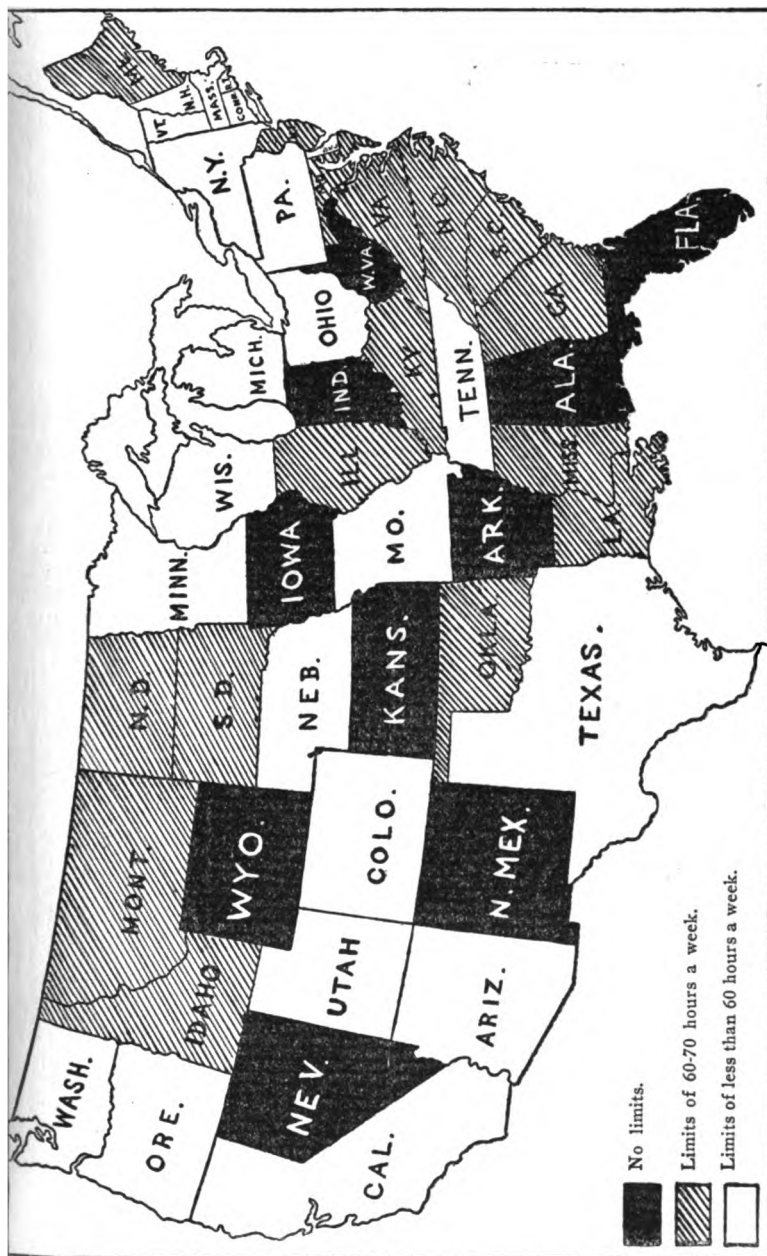 WASH.
MONT.
N.D.
MINN.
ME.
ORE.
IDAHO
S.D.
WIS.
MICH.
VT.
N.H.
MASS.
CONN.
R.I.
N.Y.
WYO.
NEB.
IOWA
ILL
IND.
OHIO
PA.
NEV.
UTAH
COLO.
KANS.
MO.
KY.
W.VA.
VA
CAL.
ARIZ.
N. MEX.
OKLA
ARK.
TENN.
N.C.
S.C.
TEXAS.
LA.
MISS.
ALA.
GA.
FLA.
No limits.
Limits of 60-70 hours a week.
Limits of less than 60 hours a week.